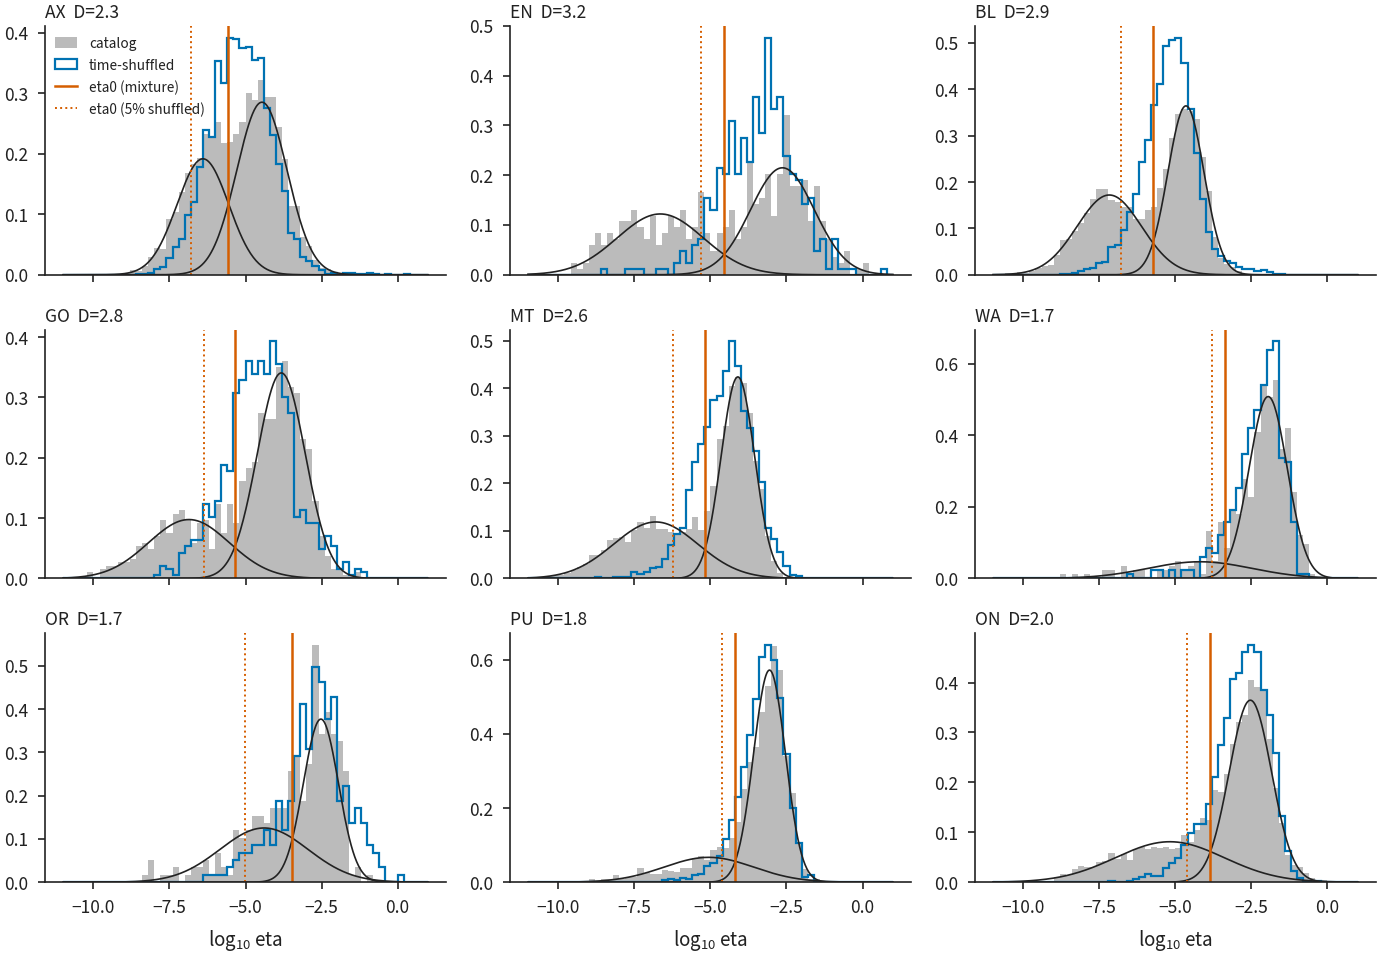 AX D=2.3
EN D=3.2
BL D=2.9
0.4
0.3
0.2
0.1
0.0
catalog
time-shuffled
eta0 (mixture)
eta0 (5% shuffled)
0.5
0.4
0.3
0.2
0.1
0.0
0.5
0.4
0.3
0.2
0.1
0.0
GO D=2.8
MT D=2.6
WA D=1.7
0.4
0.3
0.2
0.1
0.0
0.5
0.4
0.3
0.2
0.1
0.0
0.6
0.4
0.2
0.0
OR D=1.7
PU D=1.8
ON D=2.0
0.5
0.4
0.3
0.2
0.1
0.0
0.6
0.4
0.2
0.0
0.4
0.3
0.2
0.1
0.0
−10.0 −7.5 −5.0 −2.5 0.0
−10.0 −7.5 −5.0 −2.5 0.0
−10.0 −7.5 −5.0 −2.5 0.0
log₁₀ eta
log₁₀ eta
log₁₀ eta